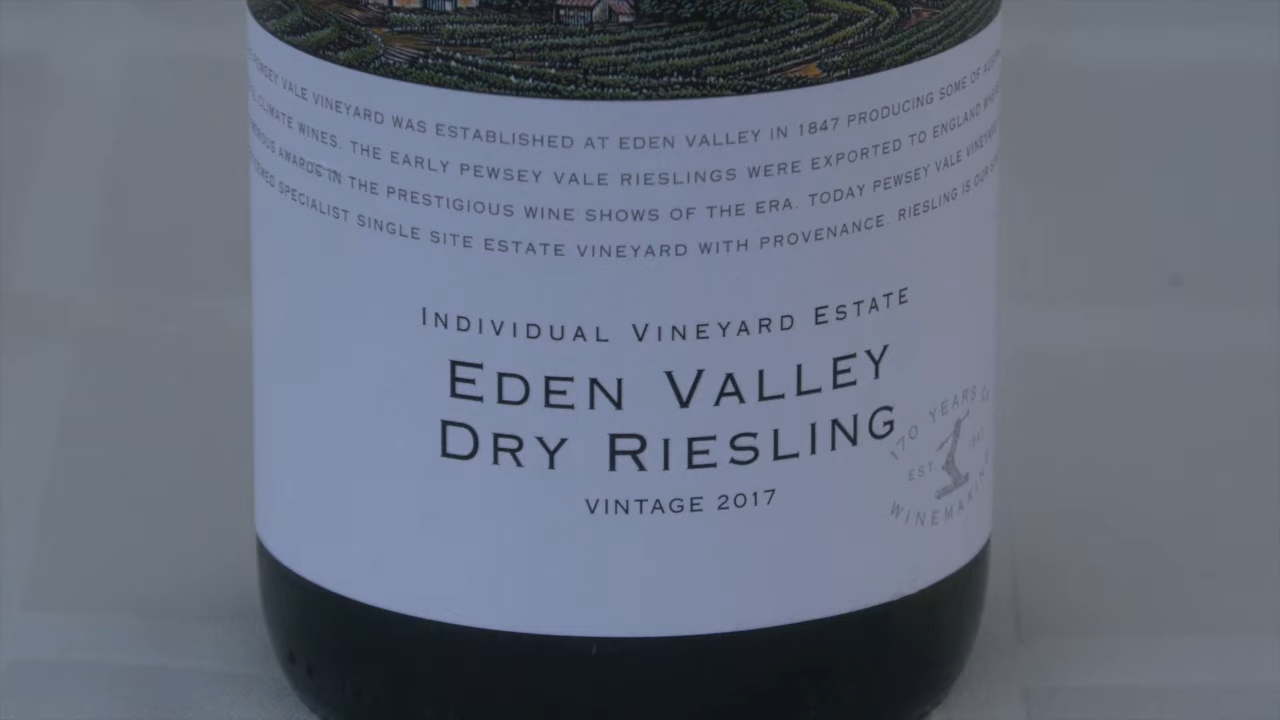 PEWSEY VALE VINEYARD WAS ESTABLISHED AT EDEN VALLEY IN 1847 PRODUCING SOME OF
CLIMATE WINES. THE EARLY PEWSEY VALE RIESLINGS WERE EXPORTED TO ENGLAND
AWARDS IN THE PRESTIGIOUS WINE SHOWS OF THE ERA. TODAY PEWSEY VALE
SPECIALIST SINGLE SITE ESTATE VINEYARD WITH PROVENANCE. RIESLING IS OUR
INDIVIDUAL VINEYARD ESTATE
EDEN VALLEY
DRY RIESLING
VINTAGE 2017
170 YEARS
EST 1847